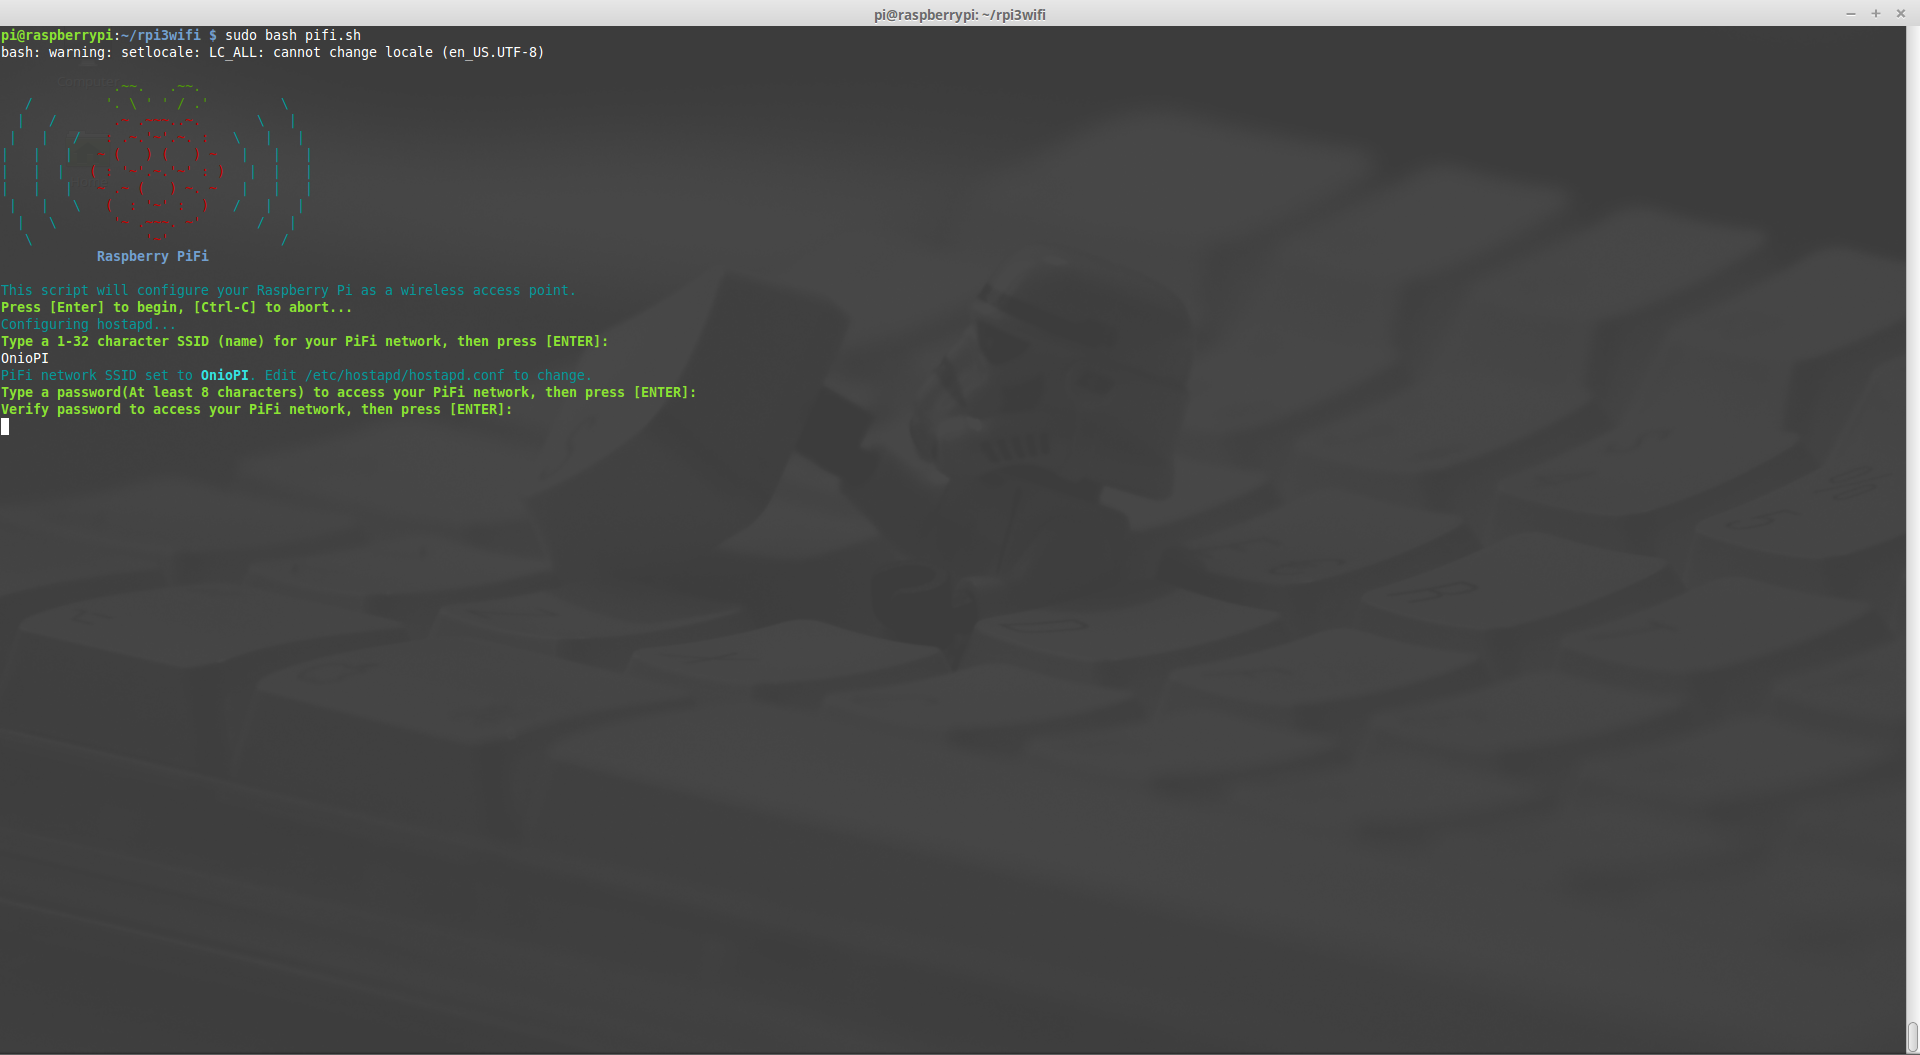 pi@raspberrypi: ~/rpi3wifi
pi@raspberrypi:~/rpi3wifi $ sudo bash pifi.sh
bash: warning: setlocale: LC_ALL: cannot change locale (en_US.UTF-8)
Raspberry PiFi
This script will configure your Raspberry Pi as a wireless access point.
Press [Enter] to begin, [Ctrl-C] to abort...
Configuring hostapd...
Type a 1-32 character SSID (name) for your PiFi network, then press [ENTER]:
OnioPI
PiFi network SSID set to OnioPI. Edit /etc/hostapd/hostapd.conf to change.
Type a password(At least 8 characters) to access your PiFi network, then press [ENTER]:
Verify password to access your PiFi network, then press [ENTER]: